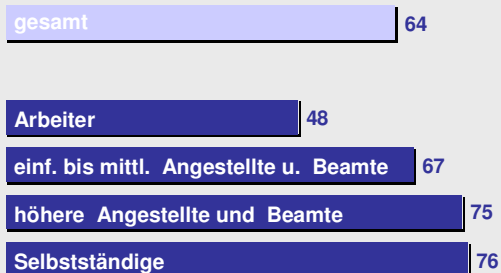 gesamt 64
Arbeiter 48
einf. bis mittl. Angestellte u. Beamte 67
höhere Angestellte und Beamte 75
Selbstständige 76